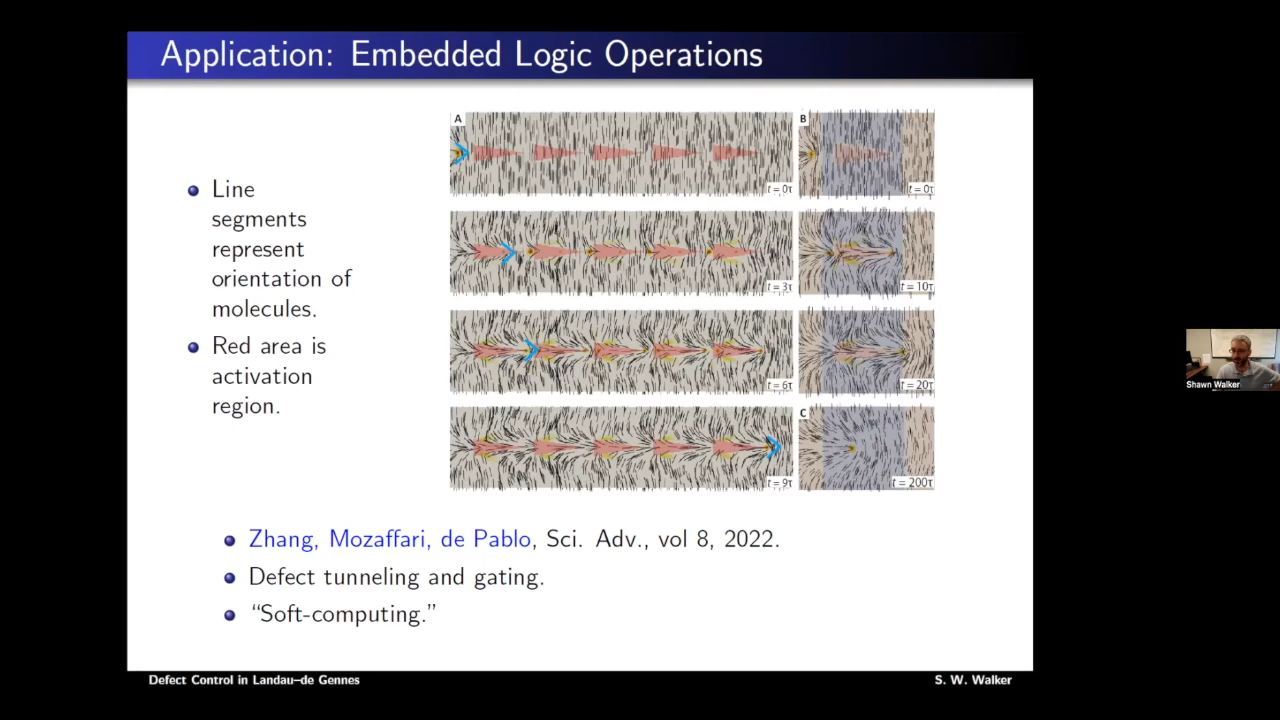 Application: Embedded Logic Operations
Line
segments
represent
orientation of
molecules.
Red area is
activation
region.
A
t = 0τ
t = 3τ
t = 6τ
t = 9τ
B
t = 0τ
t = 10τ
t = 20τ
C
t = 200τ
Zhang, Mozaffari, de Pablo, Sci. Adv., vol 8, 2022.
Defect tunneling and gating.
“Soft-computing.”
Defect Control in Landau–de Gennes
S. W. Walker
Shawn Walker